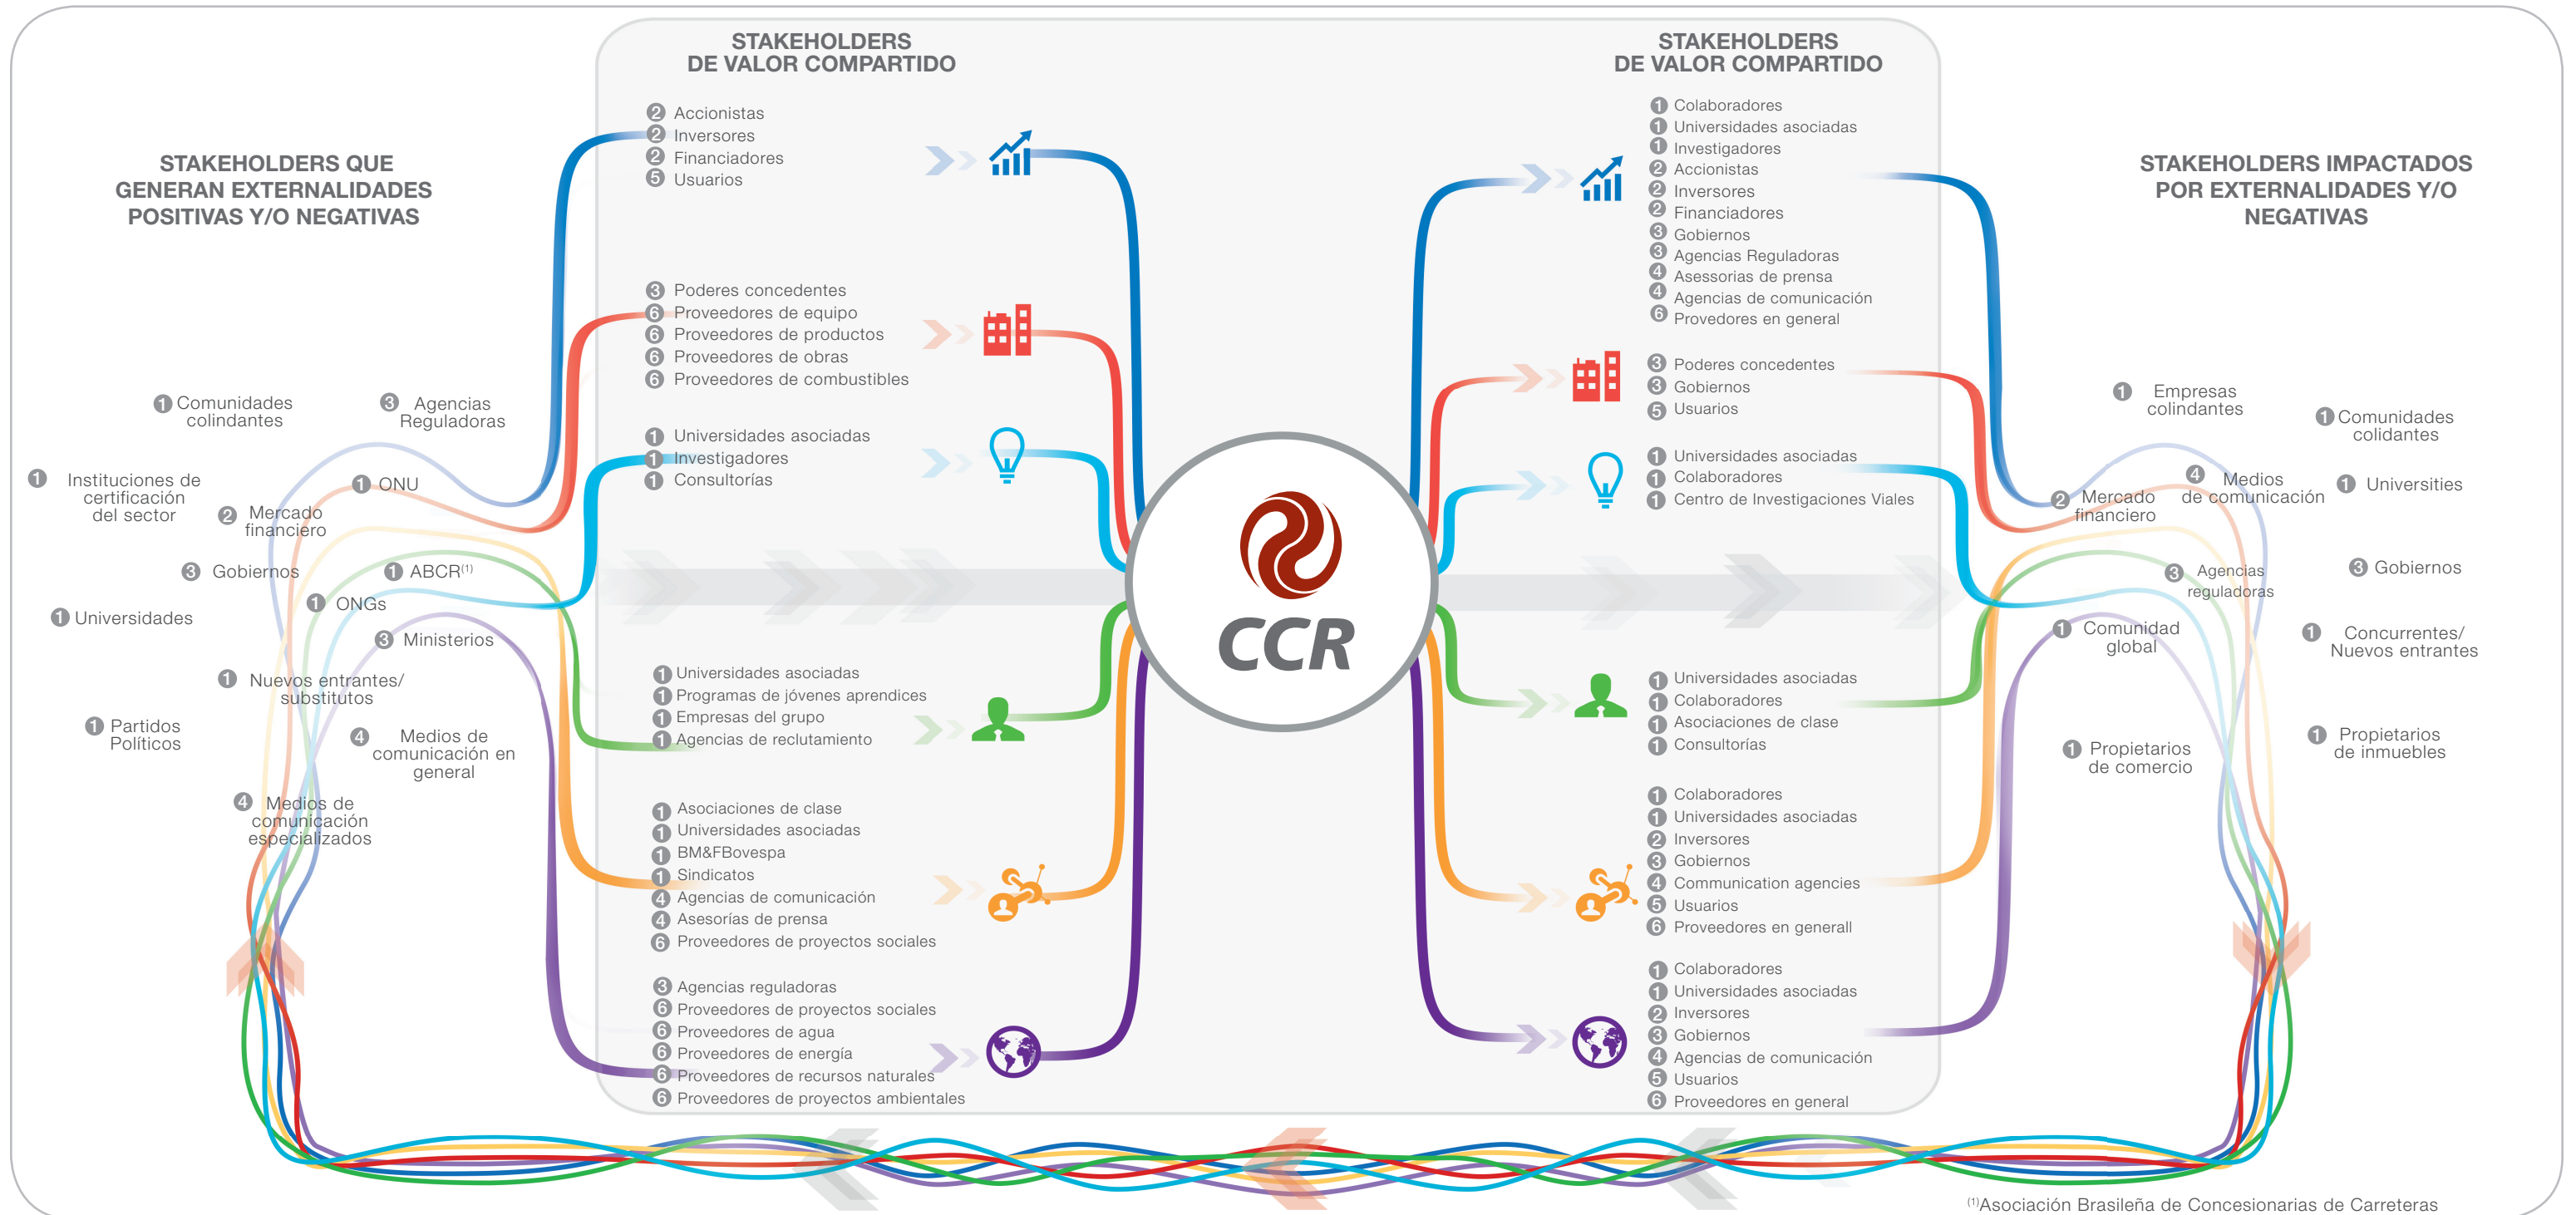 STAKEHOLDERS QUE
GENERAN EXTERNALIDADES
POSITIVAS Y/O NEGATIVAS
1 Comunidades
colindantes
3 Agencias
Reguladoras
1 Instituciones de
certificación
del sector
1 ONU
2 Mercado
financiero
3 Gobiernos
1 ABCR(1)
1 ONGs
1 Universidades
3 Ministerios
1 Nuevos entrantes/
substitutos
1 Partidos
Políticos
4 Medios de
comunicación en
general
4 Medios de
comunicación
especializados
STAKEHOLDERS
DE VALOR COMPARTIDO
2 Accionistas
2 Inversores
2 Financiadores
5 Usuarios
3 Poderes concedentes
6 Proveedores de equipo
6 Proveedores de productos
6 Proveedores de obras
6 Proveedores de combustibles
1 Universidades asociadas
1 Investigadores
1 Consultorías
1 Universidades asociadas
1 Programas de jóvenes aprendices
1 Empresas del grupo
1 Agencias de reclutamiento
1 Asociaciones de clase
1 Universidades asociadas
1 BM&FBovespa
1 Sindicatos
4 Agencias de comunicación
4 Asesorías de prensa
6 Proveedores de proyectos sociales
3 Agencias reguladoras
6 Proveedores de proyectos sociales
6 Proveedores de agua
6 Proveedores de energía
6 Proveedores de recursos naturales
6 Proveedores de proyectos ambientales
CCR
STAKEHOLDERS
DE VALOR COMPARTIDO
1 Colaboradores
1 Universidades asociadas
1 Investigadores
2 Accionistas
2 Inversores
2 Financiadores
3 Gobiernos
3 Agencias Reguladoras
4 Asessorias de prensa
4 Agencias de comunicación
6 Provedores en general
3 Poderes concedentes
3 Gobiernos
5 Usuarios
1 Universidades asociadas
1 Colaboradores
1 Centro de Investigaciones Viales
1 Universidades asociadas
1 Colaboradores
1 Asociaciones de clase
1 Consultorías
1 Colaboradores
1 Universidades asociadas
2 Inversores
3 Gobiernos
4 Communication agencies
5 Usuarios
6 Proveedores en generall
1 Colaboradores
1 Universidades asociadas
2 Inversores
3 Gobiernos
4 Agencias de comunicación
5 Usuarios
6 Proveedores en general
STAKEHOLDERS IMPACTADOS
POR EXTERNALIDADES Y/O
NEGATIVAS
1 Empresas
colindantes
1 Comunidades
colidantes
4 Medios
de comunicación
1 Universities
2 Mercado
financiero
3 Agencias
reguladoras
3 Gobiernos
1 Comunidad
global
1 Concurrentes/
Nuevos entrantes
1 Propietarios
de comercio
1 Propietarios
de inmuebles
(1)Asociación Brasileña de Concesionarias de Carreteras